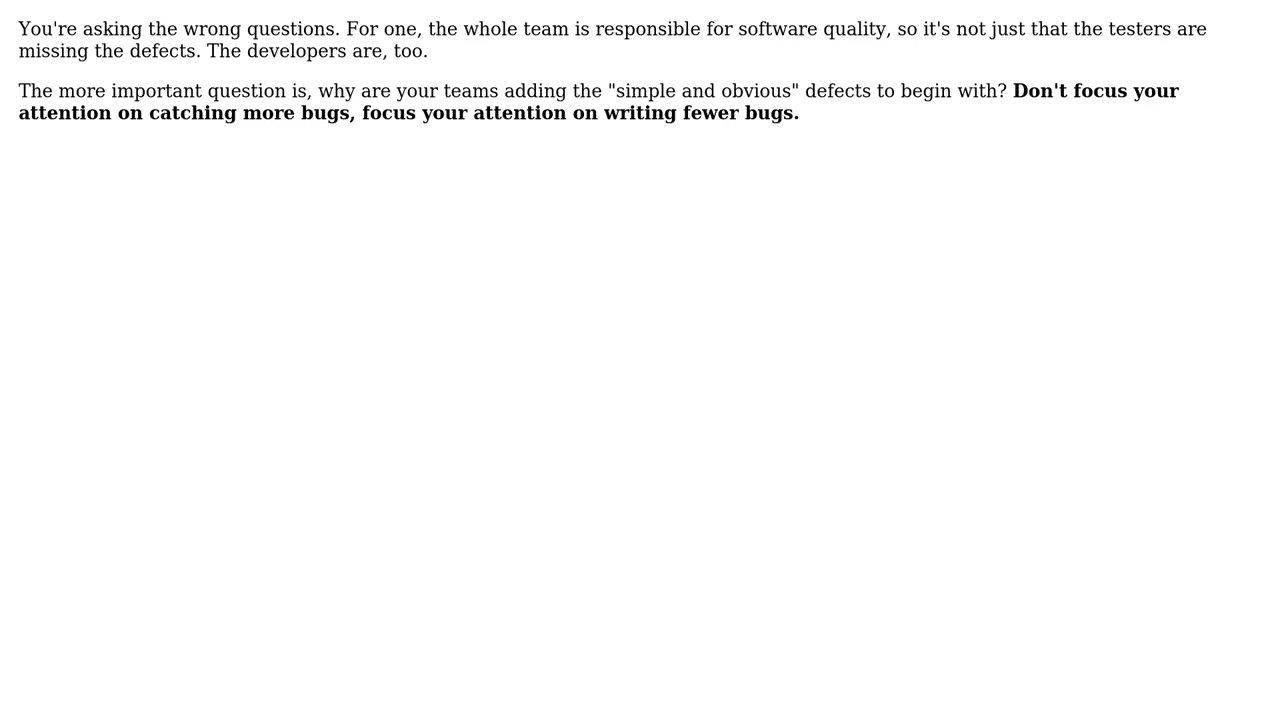 You're asking the wrong questions. For one, the whole team is responsible for software quality, so it's not just that the testers are
missing the defects. The developers are, too.
The more important question is, why are your teams adding the "simple and obvious" defects to begin with? Don't focus your
attention on catching more bugs, focus your attention on writing fewer bugs.